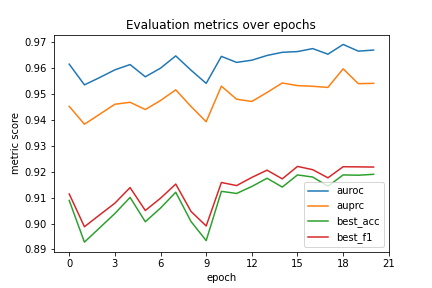 Evaluation metrics over epochs
0.97
0.96
0.95
0.94
0.93
0.92
0.91
0.90
0.89
metric score
auroc
auprc
best_acc
best_f1
0 3 6 9 12 15 18 21
epoch